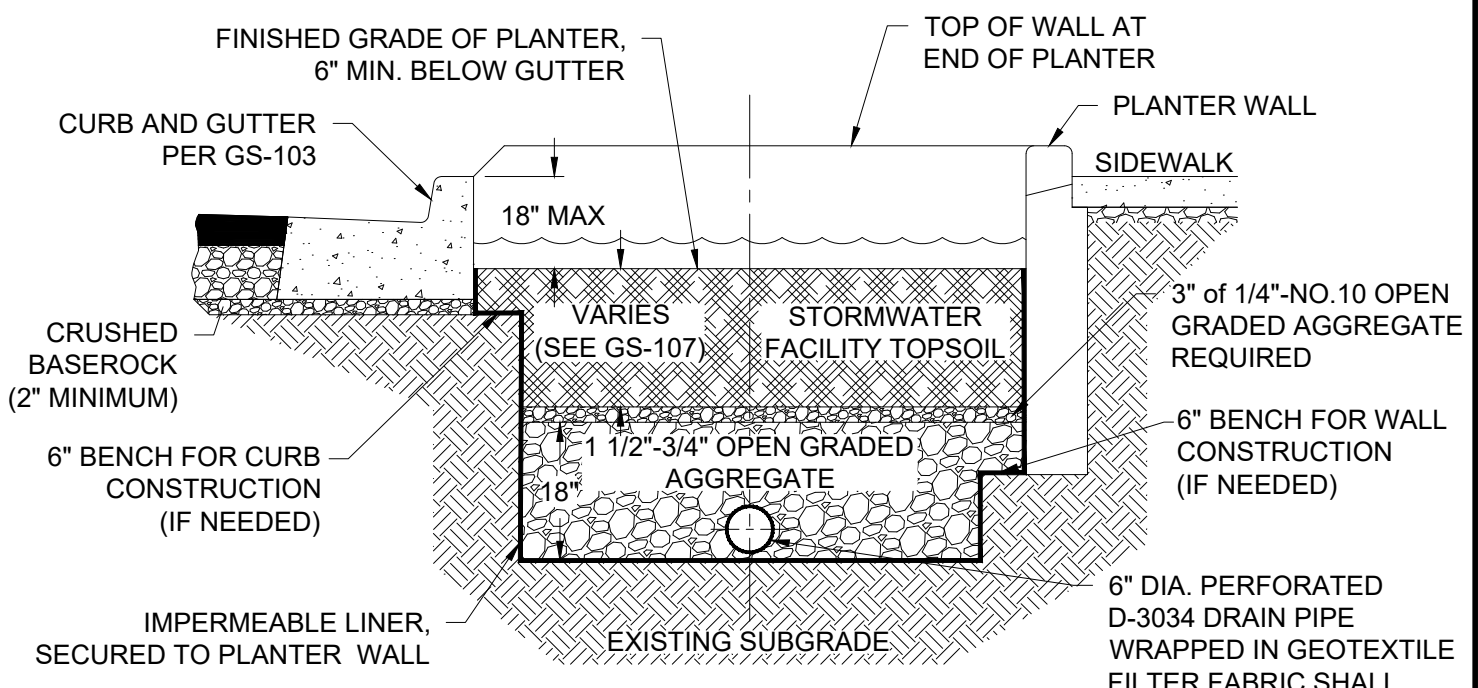 FINISHED GRADE OF PLANTER,
6" MIN. BELOW GUTTER
TOP OF WALL AT
END OF PLANTER
CURB AND GUTTER
PER GS-103
PLANTER WALL
SIDEWALK
18" MAX
VARIES
(SEE GS-107)
STORMWATER
FACILITY TOPSOIL
3" of 1/4"-NO.10 OPEN
GRADED AGGREGATE
REQUIRED
CRUSHED
BASEROCK
(2" MINIMUM)
6" BENCH FOR CURB
CONSTRUCTION
(IF NEEDED)
1 1/2"-3/4" OPEN GRADED
AGGREGATE
18"
6" BENCH FOR WALL
CONSTRUCTION
(IF NEEDED)
IMPERMEABLE LINER,
SECURED TO PLANTER WALL
EXISTING SUBGRADE
6" DIA. PERFORATED
D-3034 DRAIN PIPE
WRAPPED IN GEOTEXTILE
FILTER FABRIC SHALL